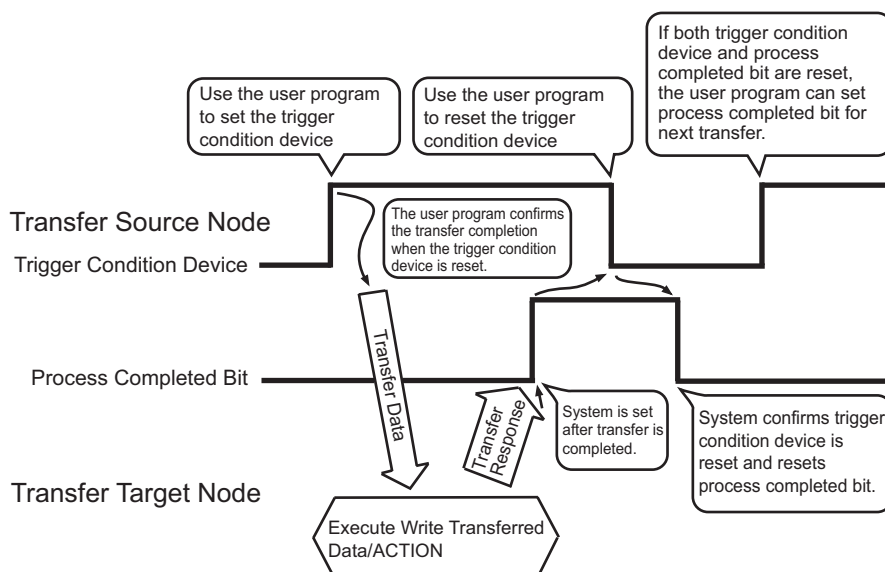 If both trigger condition
device and process
completed bit are reset,
the user program can set
process completed bit for
next transfer.
Use the user program
to set the trigger
condition device
Use the user program
to reset the trigger
condition device
Transfer Source Node
Trigger Condition Device
The user program confirms
the transfer completion
when the trigger condition
device is reset.
Transfer Data
Process Completed Bit
Transfer
Response
System is set
after transfer is
completed.
System confirms trigger
condition device is
reset and resets
process completed bit.
Transfer Target Node
Execute Write Transferred
Data/ACTION